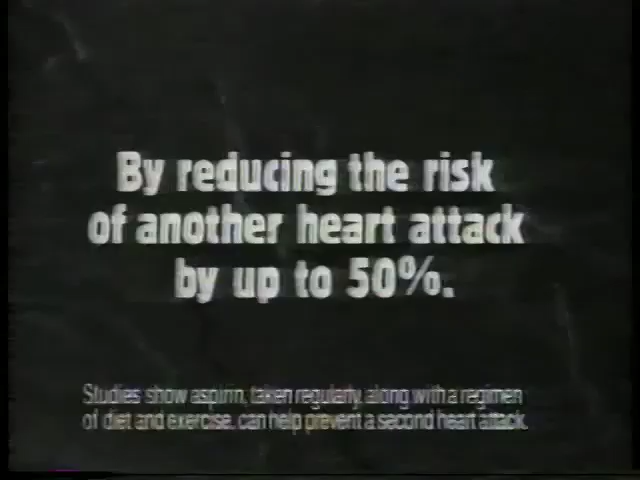 By reducing the risk
of another heart attack
by up to 50%.
Studies show aspirin, taken regularly, along with a regimen
of diet and exercise, can help prevent a second heart attack.